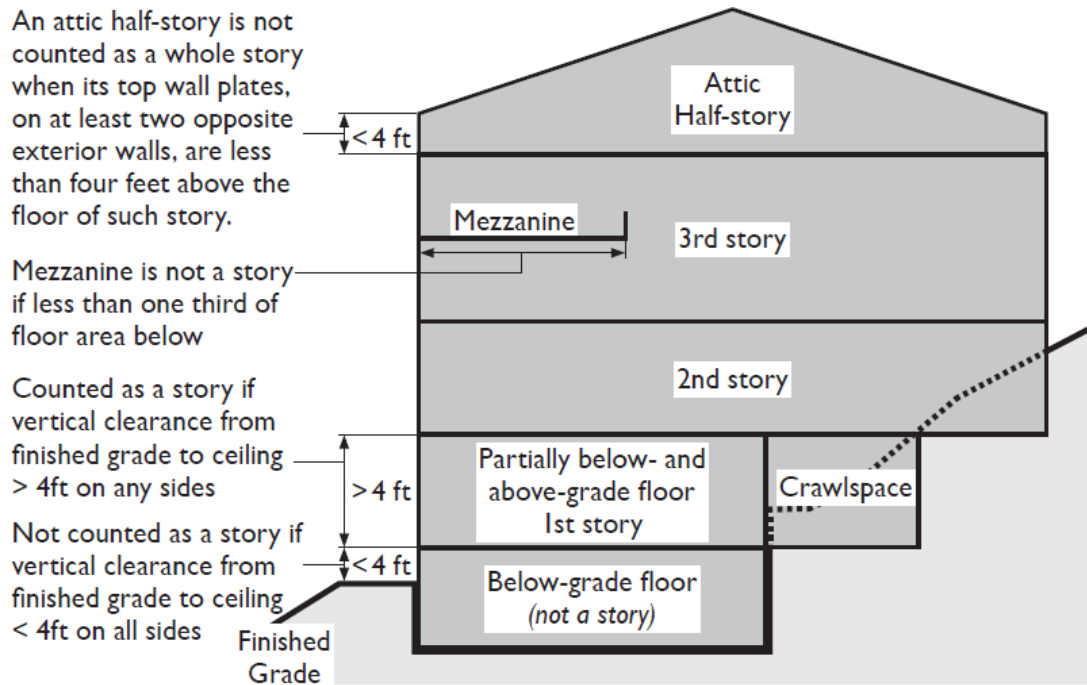 An attic half-story is not
counted as a whole story
when its top wall plates,
on at least two opposite
exterior walls, are less
than four feet above the
floor of such story.
<4 ft
Attic
Half-story
Mezzanine
3rd story
Mezzanine is not a story
if less than one third of
floor area below
2nd story
Counted as a story if
vertical clearance from
finished grade to ceiling
> 4ft on any sides
>4 ft
Partially below- and
above-grade floor
1st story
Crawlspace
Not counted as a story if
vertical clearance from
finished grade to ceiling
< 4ft on all sides
<4 ft
Below-grade floor
(not a story)
Finished
Grade